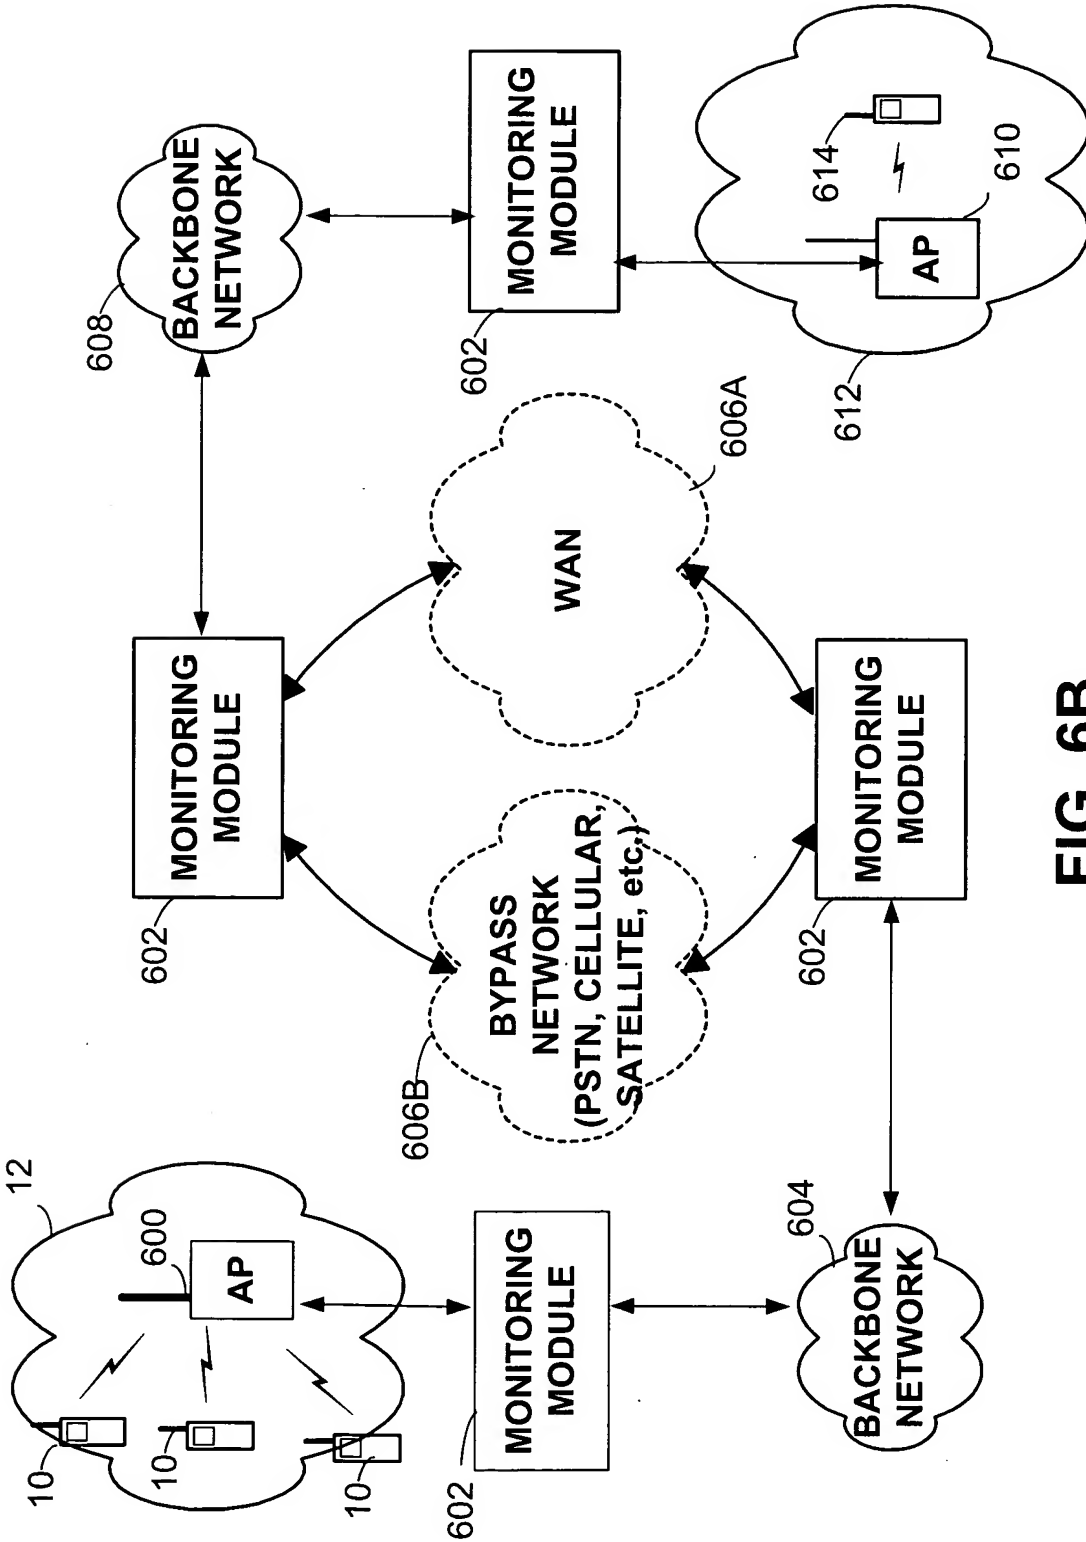 12
600
AP
10
10
10
602
MONITORING
MODULE
604
BACKBONE
NETWORK
606B
BYPASS
NETWORK
(PSTN, CELLULAR,
SATELLITE, etc.)
602
MONITORING
MODULE
602
MONITORING
MODULE
WAN
606A
608
BACKBONE
NETWORK
602
MONITORING
MODULE
612
AP
610
614
FIG. 6B